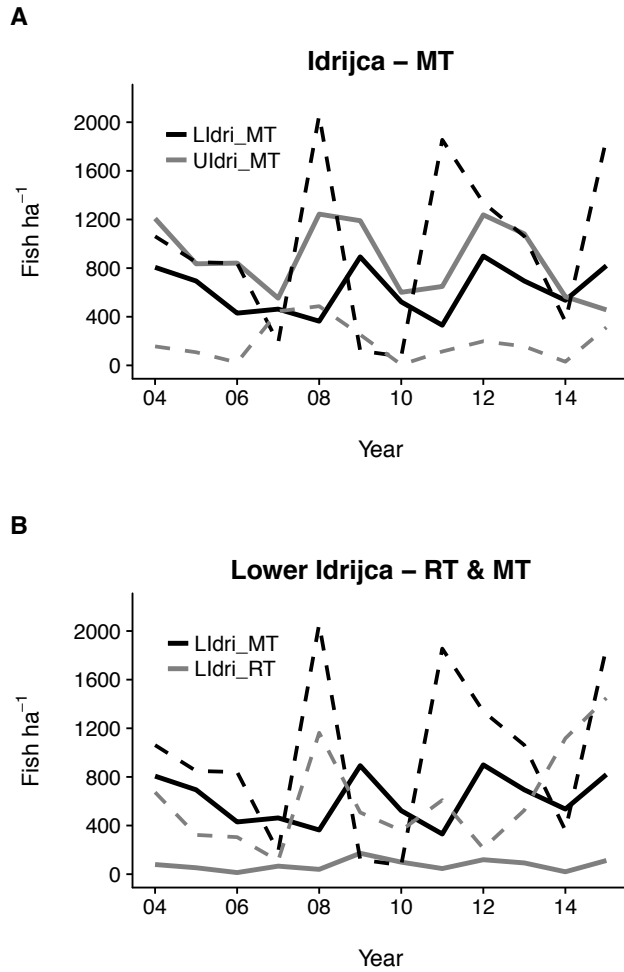 A
Idrijca – MT
LIdri_MT
UIdri_MT
2000
1600
1200
800
400
0
Fish ha⁻¹
04 06 08 10 12 14
Year
B
Lower Idrijca – RT & MT
LIdri_MT
LIdri_RT
2000
1600
1200
800
400
0
Fish ha⁻¹
04 06 08 10 12 14
Year